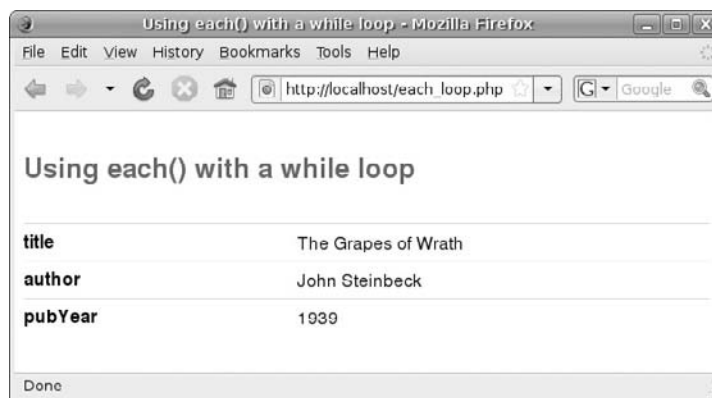 Using each() with a while loop - Mozilla Firefox
File Edit View History Bookmarks Tools Help
http://localhost/each_loop.php G Google
Using each() with a while loop
title The Grapes of Wrath
author John Steinbeck
pubYear 1939
Done